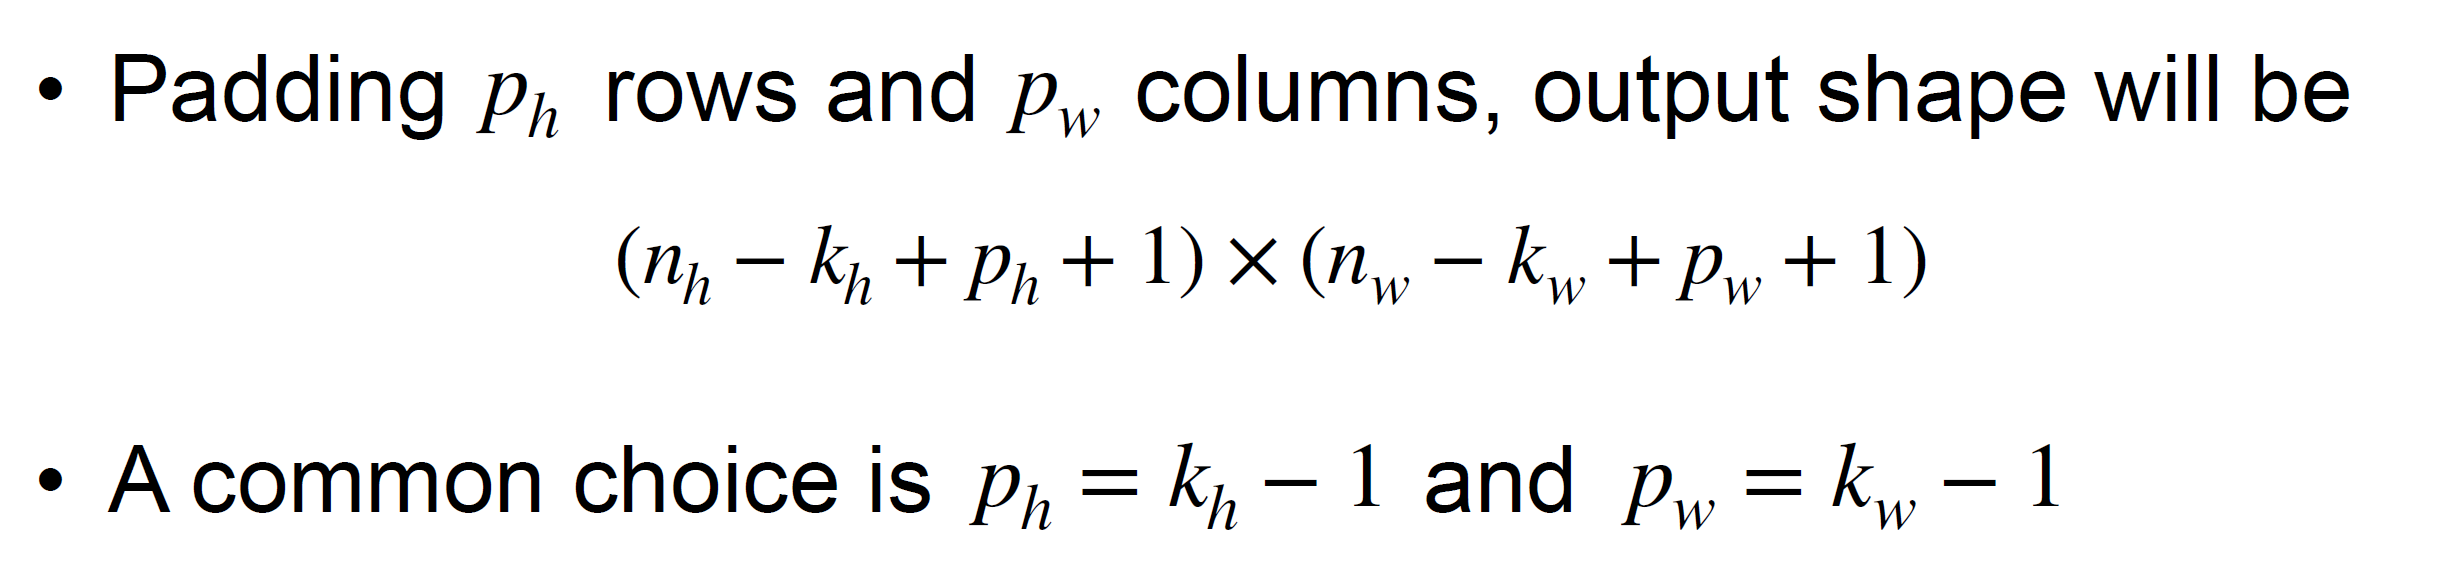 • Padding $p_h$ rows and $p_w$ columns, output shape will be
$(n_h - k_h + p_h + 1) \times (n_w - k_w + p_w + 1)$
• A common choice is $p_h = k_h - 1$ and $p_w = k_w - 1$